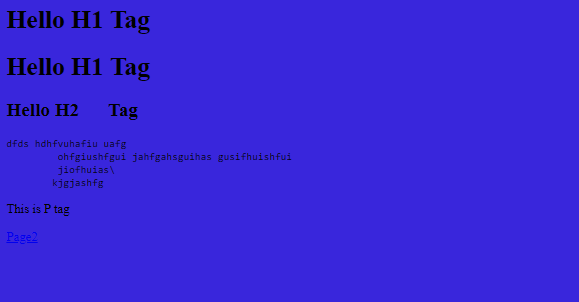 Hello H1 Tag
Hello H1 Tag
Hello H2 Tag
dfds hdhfvuhafiu uafg
ohfgiushfgui jahfgahsguihas gusifhuishfui
jiofhuias\
kjgjashfg
This is P tag
Page2